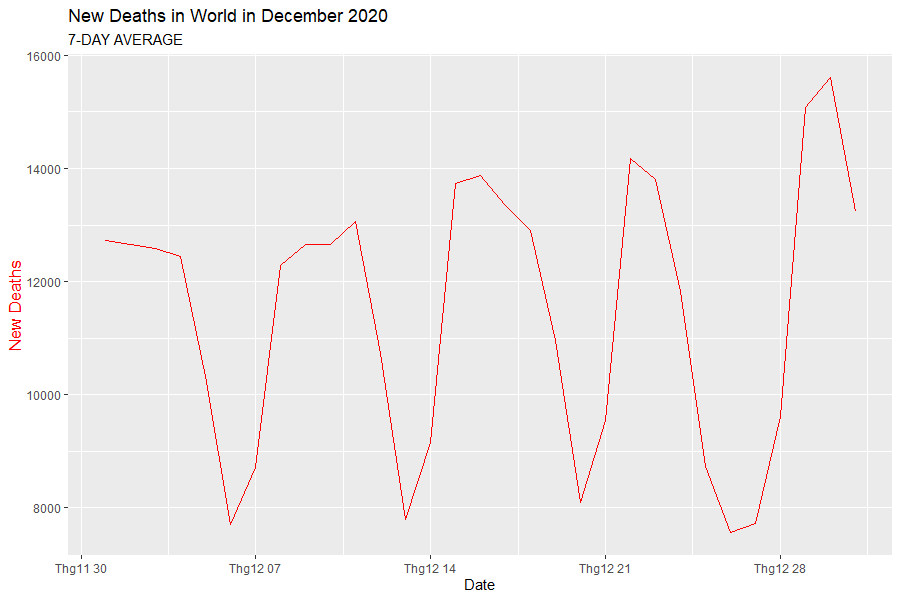 New Deaths in World in December 2020
7-DAY AVERAGE
16000
14000
12000
10000
8000
New Deaths
Thg11 30
Thg12 07
Thg12 14
Thg12 21
Thg12 28
Date